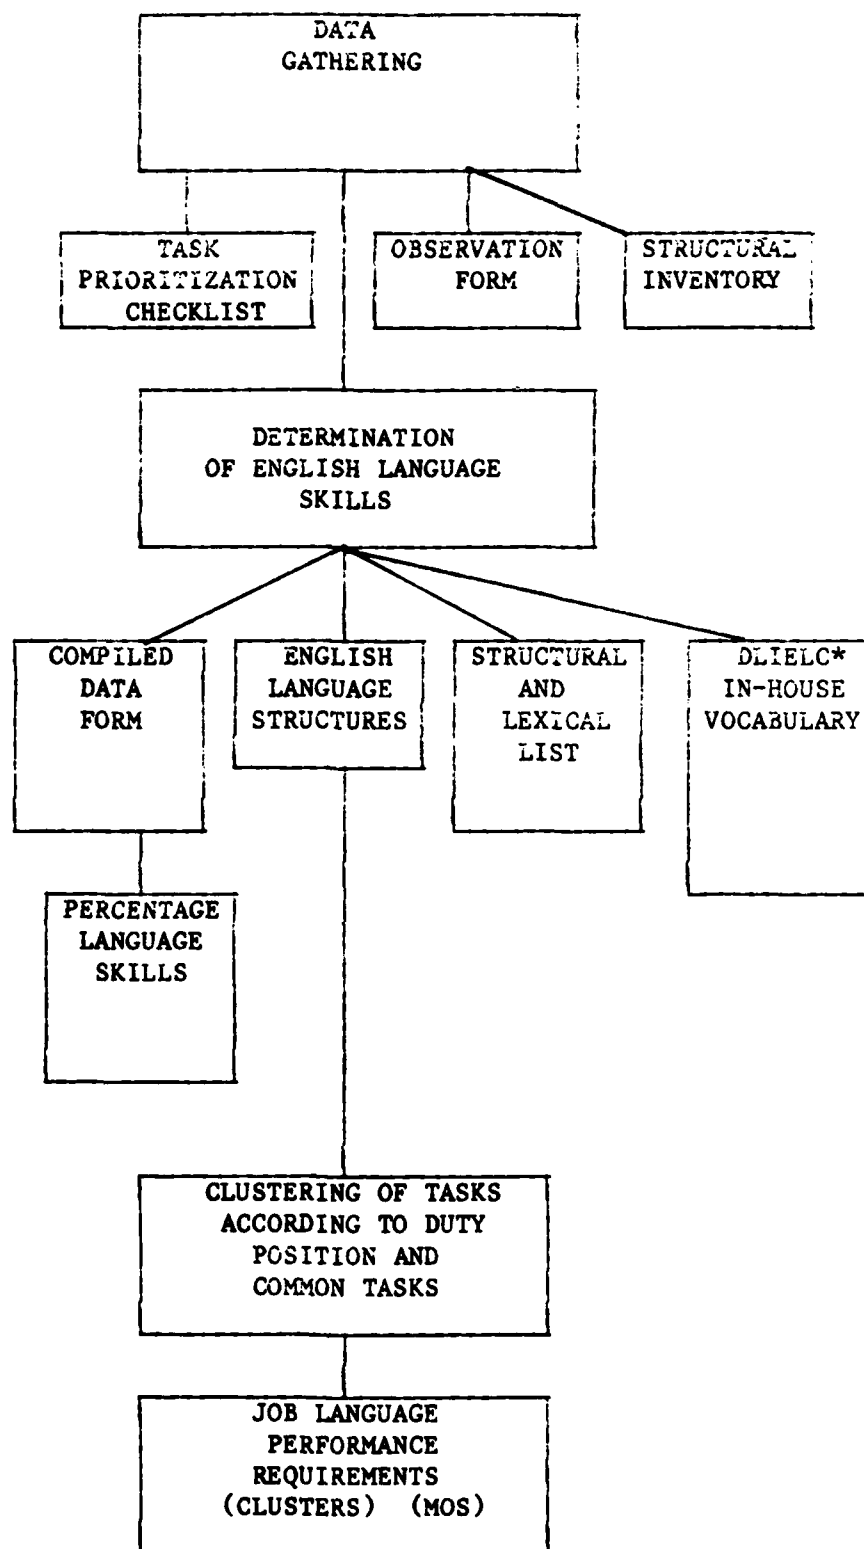 DATA
GATHERING
TASK
PRIORITIZATION
CHECKLIST
OBSERVATION
FORM
STRUCTURAL
INVENTORY
DETERMINATION
OF ENGLISH LANGUAGE
SKILLS
COMPILED
DATA
FORM
ENGLISH
LANGUAGE
STRUCTURES
STRUCTURAL
AND
LEXICAL
LIST
DLIELC*
IN-HOUSE
VOCABULARY
PERCENTAGE
LANGUAGE
SKILLS
CLUSTERING OF TASKS
ACCORDING TO DUTY
POSITION AND
COMMON TASKS
JOB LANGUAGE
PERFORMANCE
REQUIREMENTS
(CLUSTERS) (MOS)